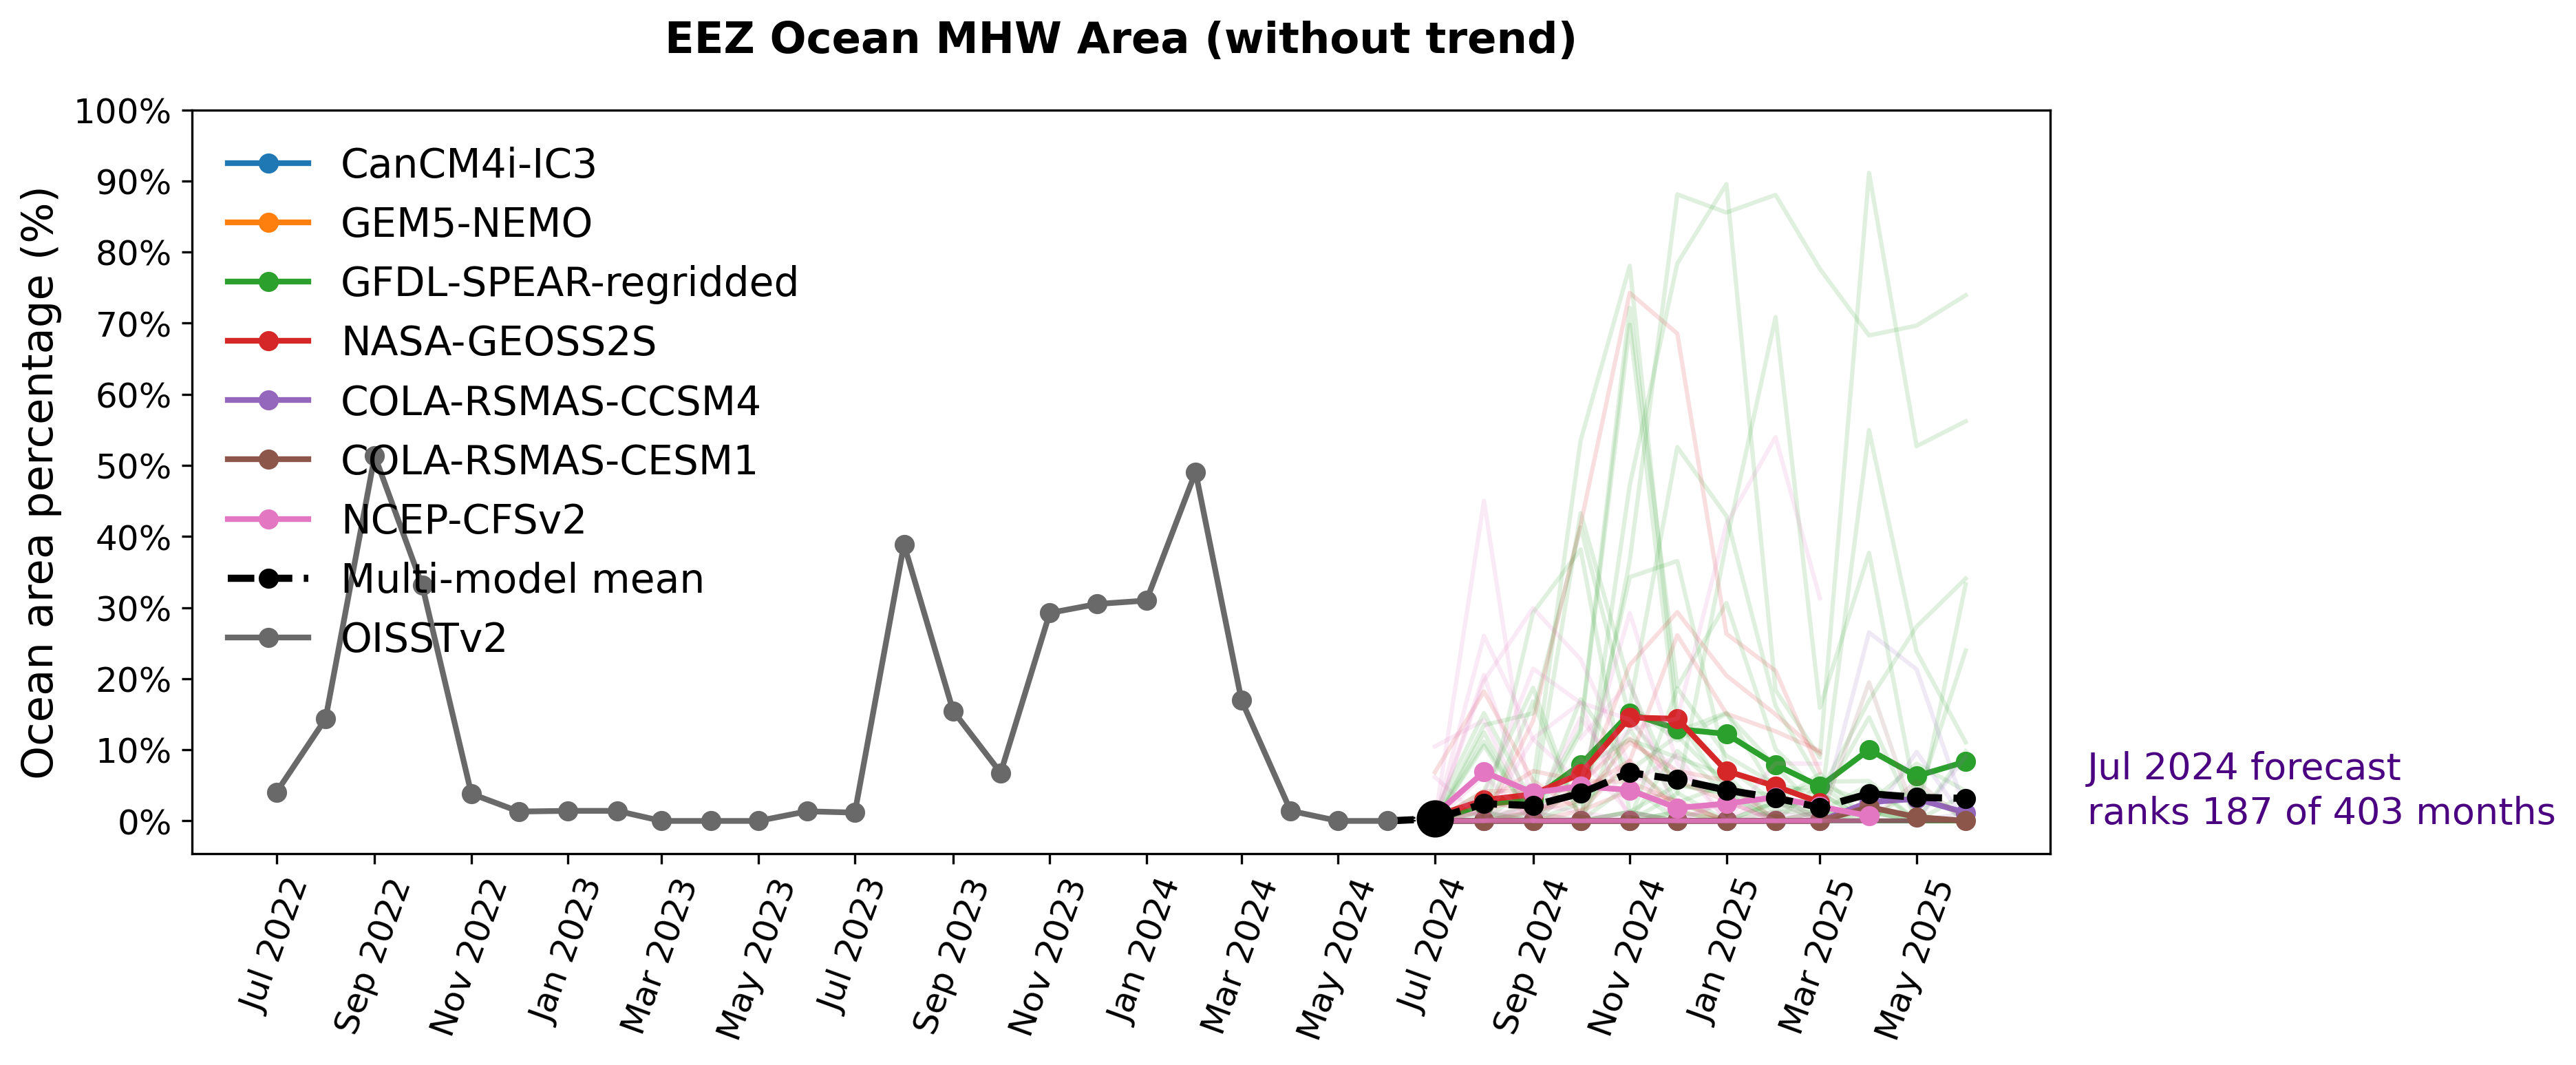 EEZ Ocean MHW Area (without trend)
Ocean area percentage (%)
100%
90%
80%
70%
60%
50%
40%
30%
20%
10%
0%
CanCM4i-IC3
GEM5-NEMO
GFDL-SPEAR-regridded
NASA-GEOSS2S
COLA-RSMAS-CCSM4
COLA-RSMAS-CESM1
NCEP-CFSv2
Multi-model mean
OISSTv2
Jul 2024 forecast
ranks 187 of 403 months
Jul 2022
Sep 2022
Nov 2022
Jan 2023
Mar 2023
May 2023
Jul 2023
Sep 2023
Nov 2023
Jan 2024
Mar 2024
May 2024
Jul 2024
Sep 2024
Nov 2024
Jan 2025
Mar 2025
May 2025